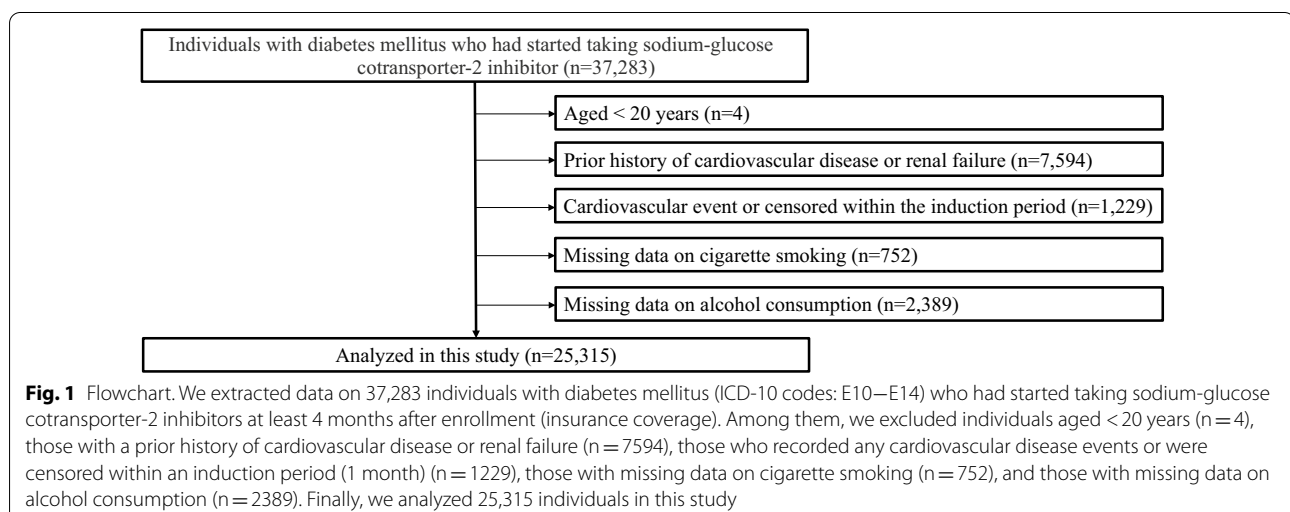 Individuals with diabetes mellitus who had started taking sodium-glucose
cotransporter-2 inhibitor (n=37,283)
Aged < 20 years (n=4)
Prior history of cardiovascular disease or renal failure (n=7,594)
Cardiovascular event or censored within the induction period (n=1,229)
Missing data on cigarette smoking (n=752)
Missing data on alcohol consumption (n=2,389)
Analyzed in this study (n=25,315)
Fig. 1 Flowchart. We extracted data on 37,283 individuals with diabetes mellitus (ICD-10 codes: E10–E14) who had started taking sodium-glucose
cotransporter-2 inhibitors at least 4 months after enrollment (insurance coverage). Among them, we excluded individuals aged < 20 years (n = 4),
those with a prior history of cardiovascular disease or renal failure (n = 7594), those who recorded any cardiovascular disease events or were
censored within an induction period (1 month) (n = 1229), those with missing data on cigarette smoking (n = 752), and those with missing data on
alcohol consumption (n = 2389). Finally, we analyzed 25,315 individuals in this study